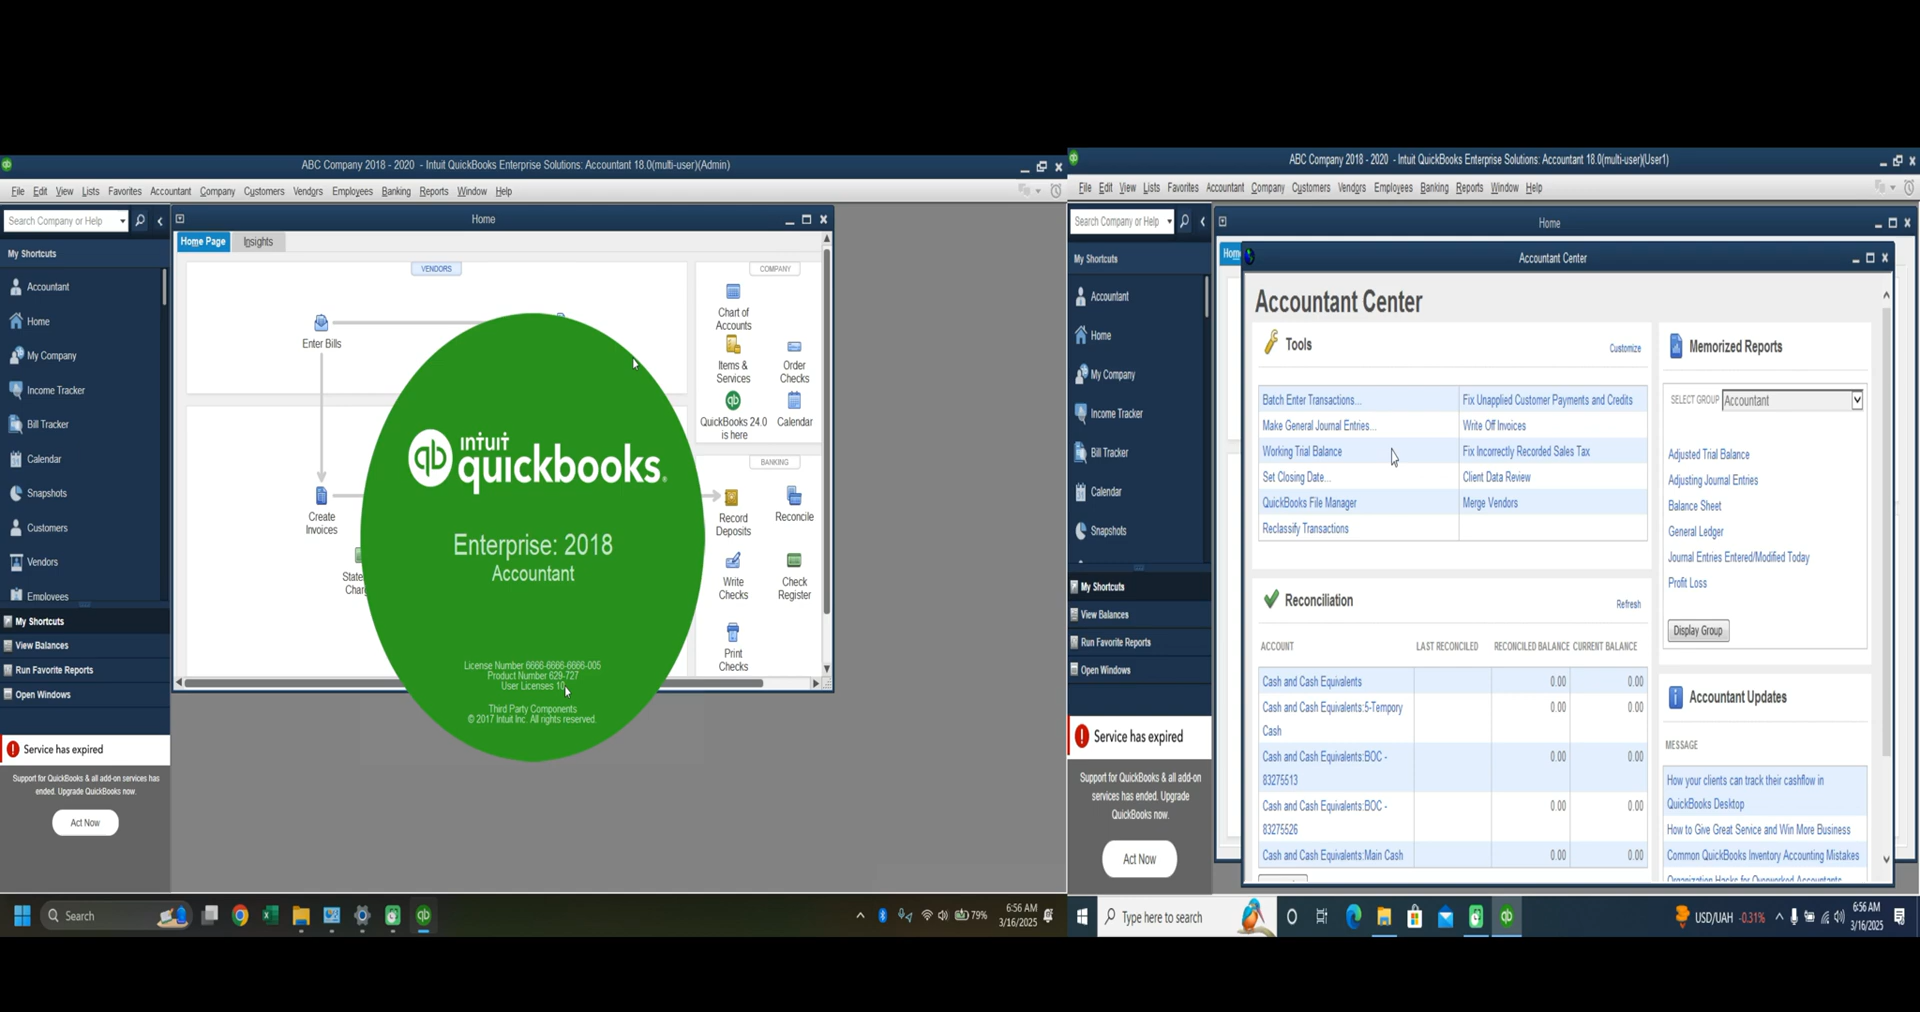 ABC Company 2018 - 2020 - Intuit QuickBooks Enterprise Solutions: Accountant 18.0(multi-user)(Admin)
File Edit View Lists Favorites Accountant Company Customers Vendors Employees Banking Reports Window Help
Search Company or Help
My Shortcuts
Accountant
Home
My Company
Income Tracker
Bill Tracker
Calendar
Snapshots
Customers
Vendors
Employees
My Shortcuts
View Balances
Run Favorite Reports
Open Windows
Service has expired
Support for QuickBooks & all add-on services has
ended. Upgrade QuickBooks now.
Act Now
Home
Home Page Insights
VENDORS
Enter Bills
Create
Invoices
COMPANY
Chart of
Accounts
Items &
Services
Order
Checks
qb
QuickBooks 24.0
is here
Calendar
BANKING
Record
Deposits
Reconcile
Write
Checks
Check
Register
Print
Checks
qb intuit
quickbooks.
Enterprise: 2018
Accountant
License Number 6666-6666-6666-005
Product Number 629-727
User Licenses 10
Third Party Components
© 2017 Intuit Inc. All rights reserved.
Search
79%
6:56 AM
3/16/2025
ABC Company 2018 - 2020 - Intuit QuickBooks Enterprise Solutions: Accountant 18.0(multi-user)(User1)
File Edit View Lists Favorites Accountant Company Customers Vendors Employees Banking Reports Window Help
Search Company or Help
My Shortcuts
Accountant
Home
My Company
Income Tracker
Bill Tracker
Calendar
Snapshots
My Shortcuts
View Balances
Run Favorite Reports
Open Windows
Service has expired
Support for QuickBooks & all add-on
services has ended. Upgrade
QuickBooks now.
Act Now
Home
Accountant Center
Accountant Center
Tools
Customize
Batch Enter Transactions... Fix Unapplied Customer Payments and Credits
Make General Journal Entries... Write Off Invoices
Working Trial Balance Fix Incorrectly Recorded Sales Tax
Set Closing Date... Client Data Review
QuickBooks File Manager Merge Vendors
Reclassify Transactions
Reconciliation
Refresh
ACCOUNT LAST RECONCILED RECONCILED BALANCE CURRENT BALANCE
Cash and Cash Equivalents 0.00 0.00
Cash and Cash Equivalents:5-Tempory
Cash 0.00 0.00
Cash and Cash Equivalents:BOC -
83275513 0.00 0.00
Cash and Cash Equivalents:BOC -
83275526 0.00 0.00
Cash and Cash Equivalents:Main Cash 0.00 0.00
Memorized Reports
SELECT GROUP Accountant
Adjusted Trial Balance
Adjusting Journal Entries
Balance Sheet
General Ledger
Journal Entries Entered/Modified Today
Profit Loss
Display Group
Accountant Updates
MESSAGE
How your clients can track their cashflow in
QuickBooks Desktop
How to Give Great Service and Win More Business
Common QuickBooks Inventory Accounting Mistakes
Organization Hacks for Overworked Accountants
Type here to search
USD/UAH -0.31%
6:56 AM
3/16/2025